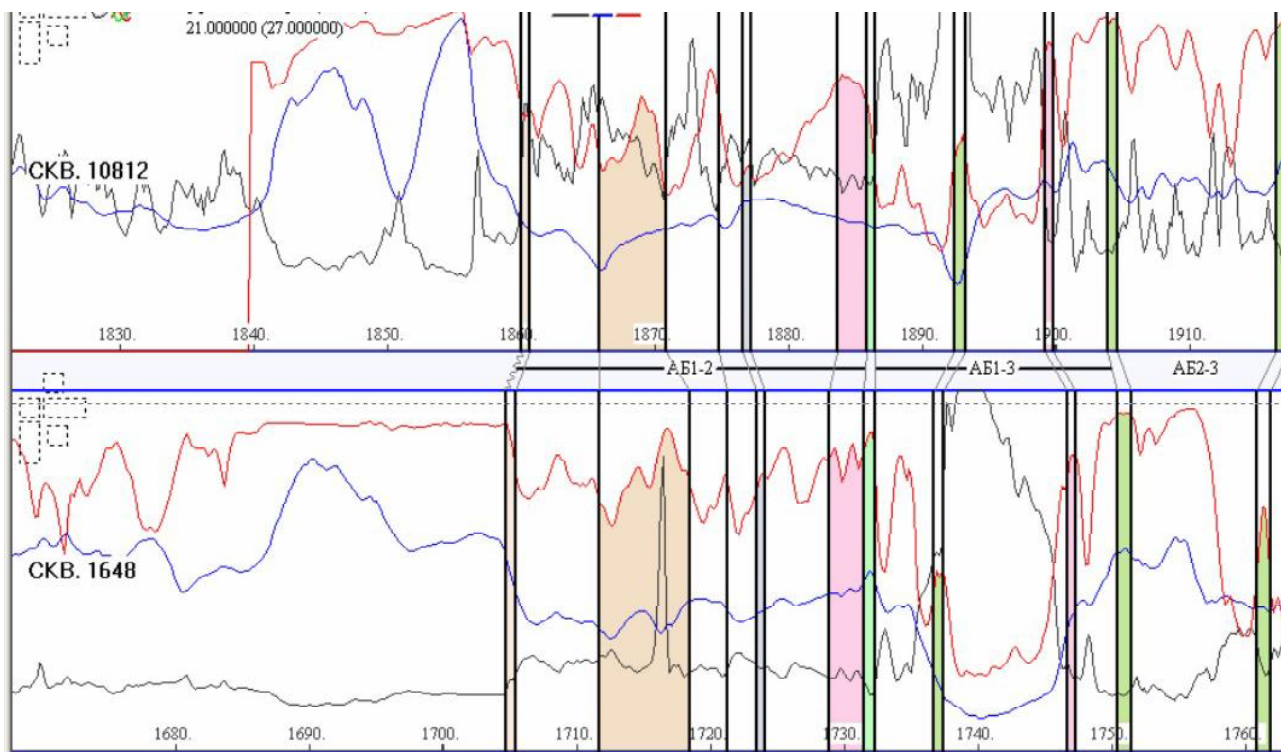 21.000000 (27.000000)
СКВ. 10812
1830. 1840. 1850. 1860. 1870. 1880. 1890. 1900. 1910.
АБ1-2 АБ1-3 АБ2-3
СКВ. 1648
1680. 1690. 1700. 1710. 1720. 1730. 1740. 1750. 1760.